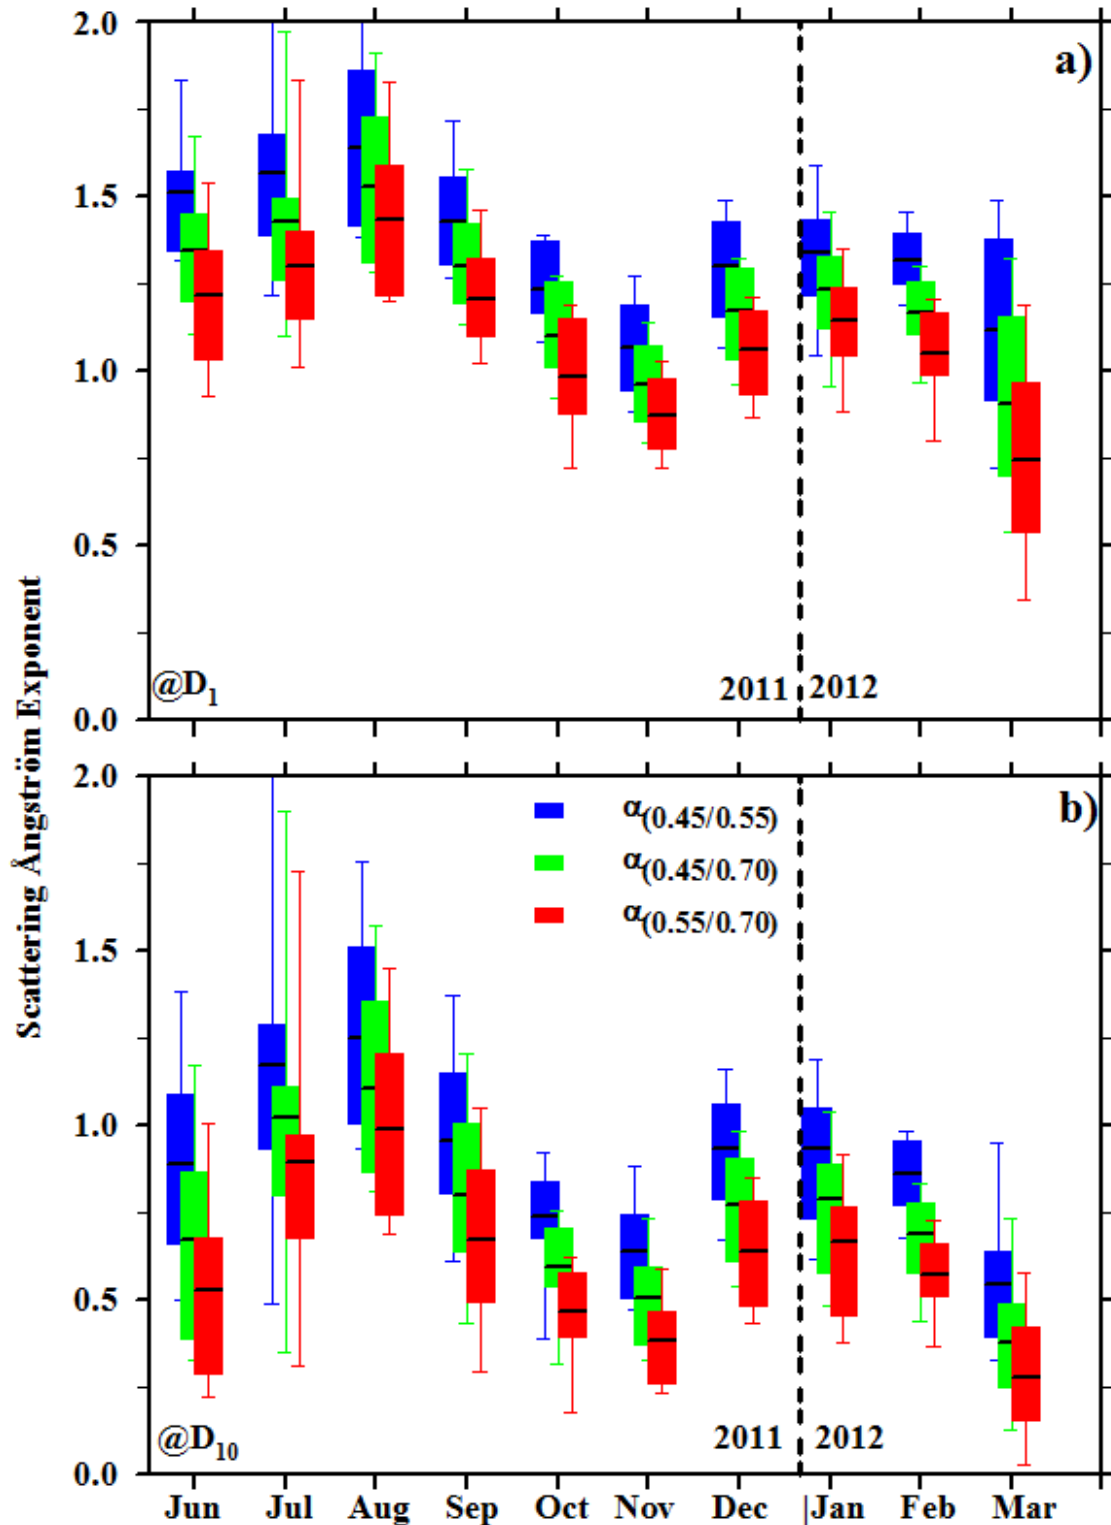 Scattering Ångström Exponent
2.0
a)
1.5
1.0
0.5
@D1
2011
2012
0.0
2.0
b)
α(0.45/0.55)
α(0.45/0.70)
α(0.55/0.70)
1.5
1.0
0.5
@D10
2011
2012
0.0
Jun Jul Aug Sep Oct Nov Dec |Jan Feb Mar